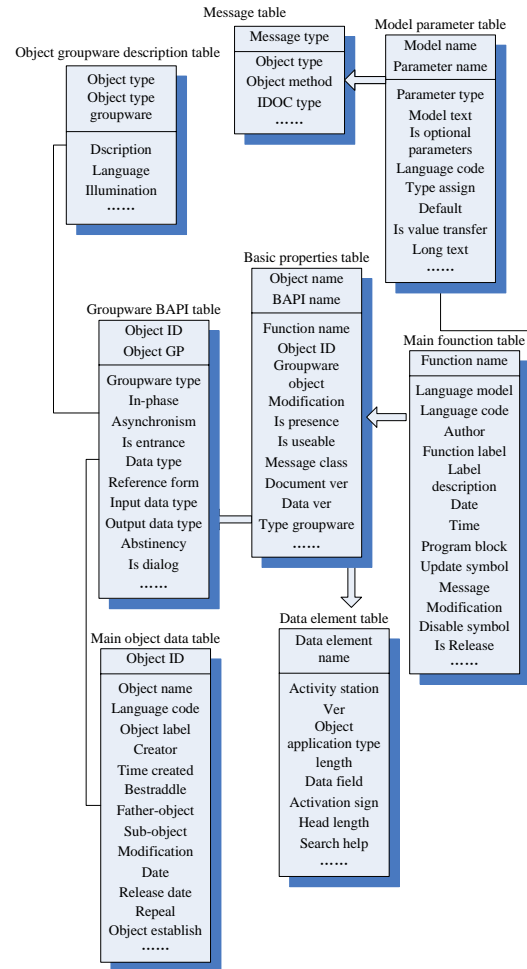 Message table
Message type
Object type
Object method
IDOC type
......
Model parameter table
Model name
Parameter name
Parameter type
Model text
Is optional
parameters
Language code
Type assign
Default
Is value transfer
Long text
......
Object groupware description table
Object type
Object type
groupware
Dscription
Language
Illumination
......
Basic properties table
Object name
BAPI name
Function name
Object ID
Groupware
object
Modification
Is presence
Is useable
Message class
Document ver
Data ver
Type groupware
......
Groupware BAPI table
Object ID
Object GP
Groupware type
In-phase
Asynchronism
Is entrance
Data type
Reference form
Input data type
Output data type
Abstinency
Is dialog
......
Main founction table
Function name
Language model
Language code
Author
Function label
Label
description
Date
Time
Program block
Update symbol
Message
Modification
Disable symbol
Is Release
......
Data element table
Data element
name
Activity station
Ver
Object
application type
length
Data field
Activation sign
Head length
Search help
......
Main object data table
Object ID
Object name
Language code
Object label
Creator
Time created
Bestraddle
Father-object
Sub-object
Modification
Date
Release date
Repeal
Object establish
......